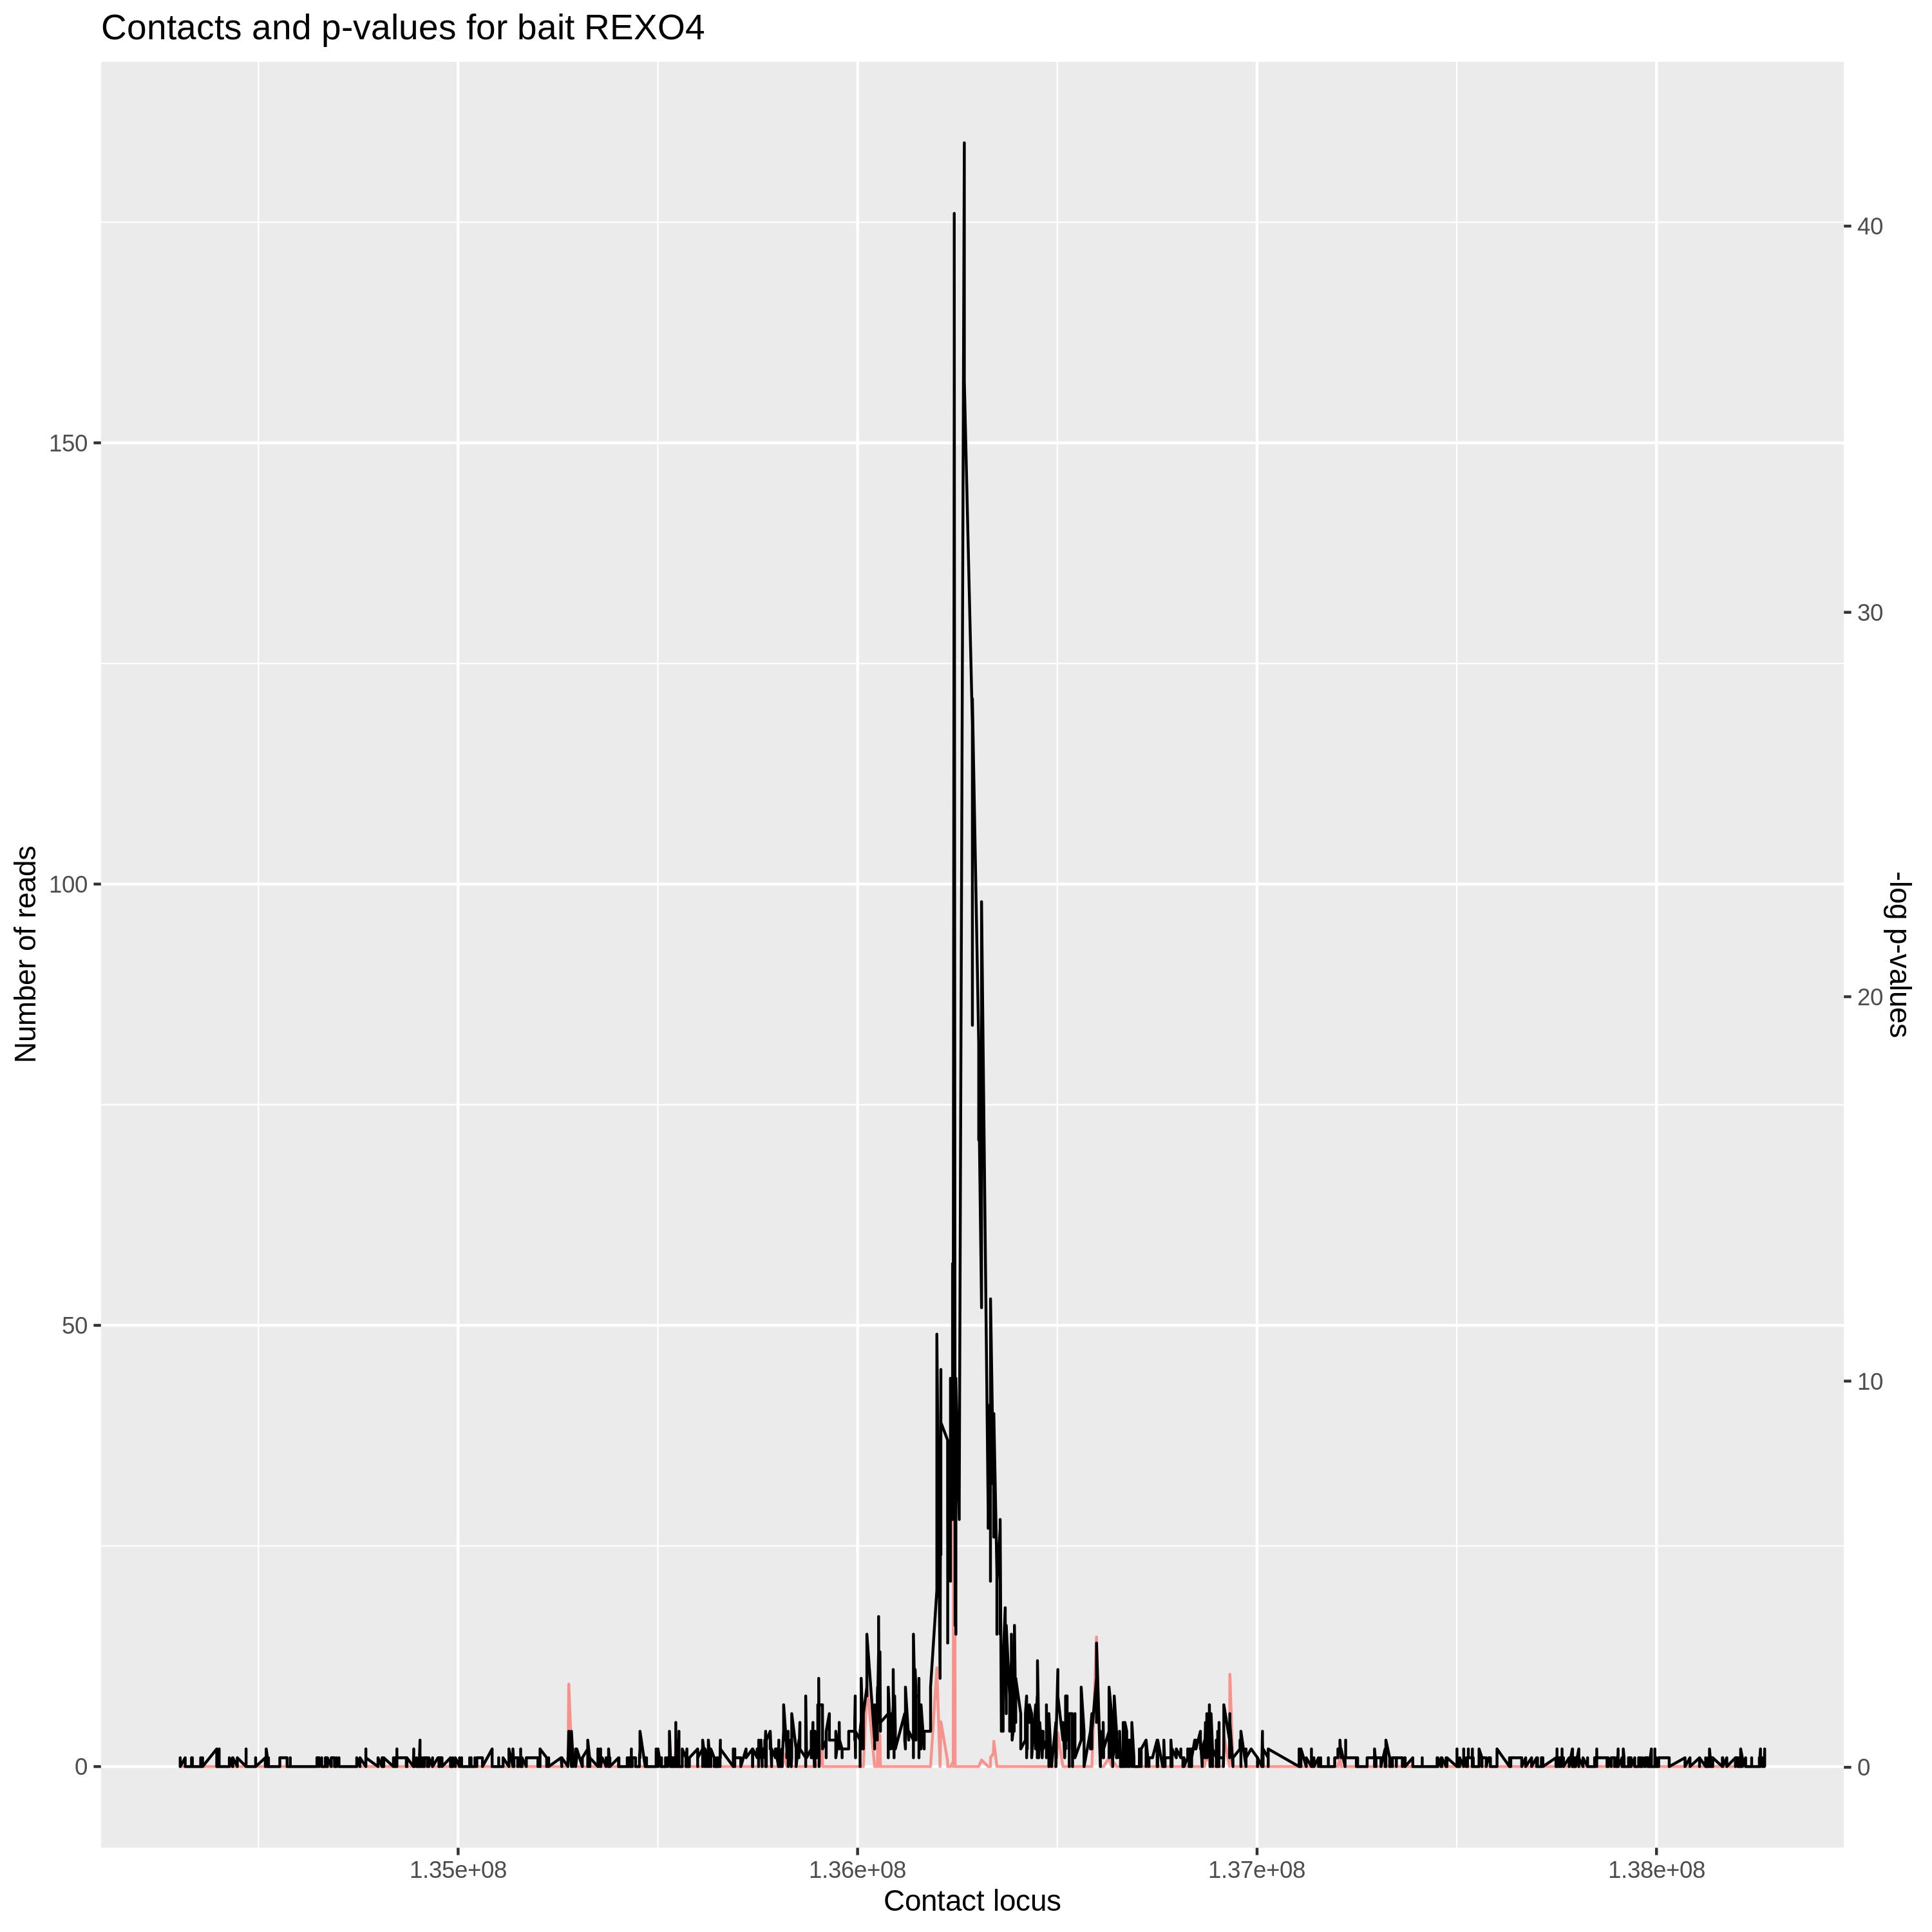 Contacts and p-values for bait REXO4
Number of reads
150
100
50
0
40
30
20
10
0
-log p-values
1.35e+08
1.36e+08
1.37e+08
1.38e+08
Contact locus